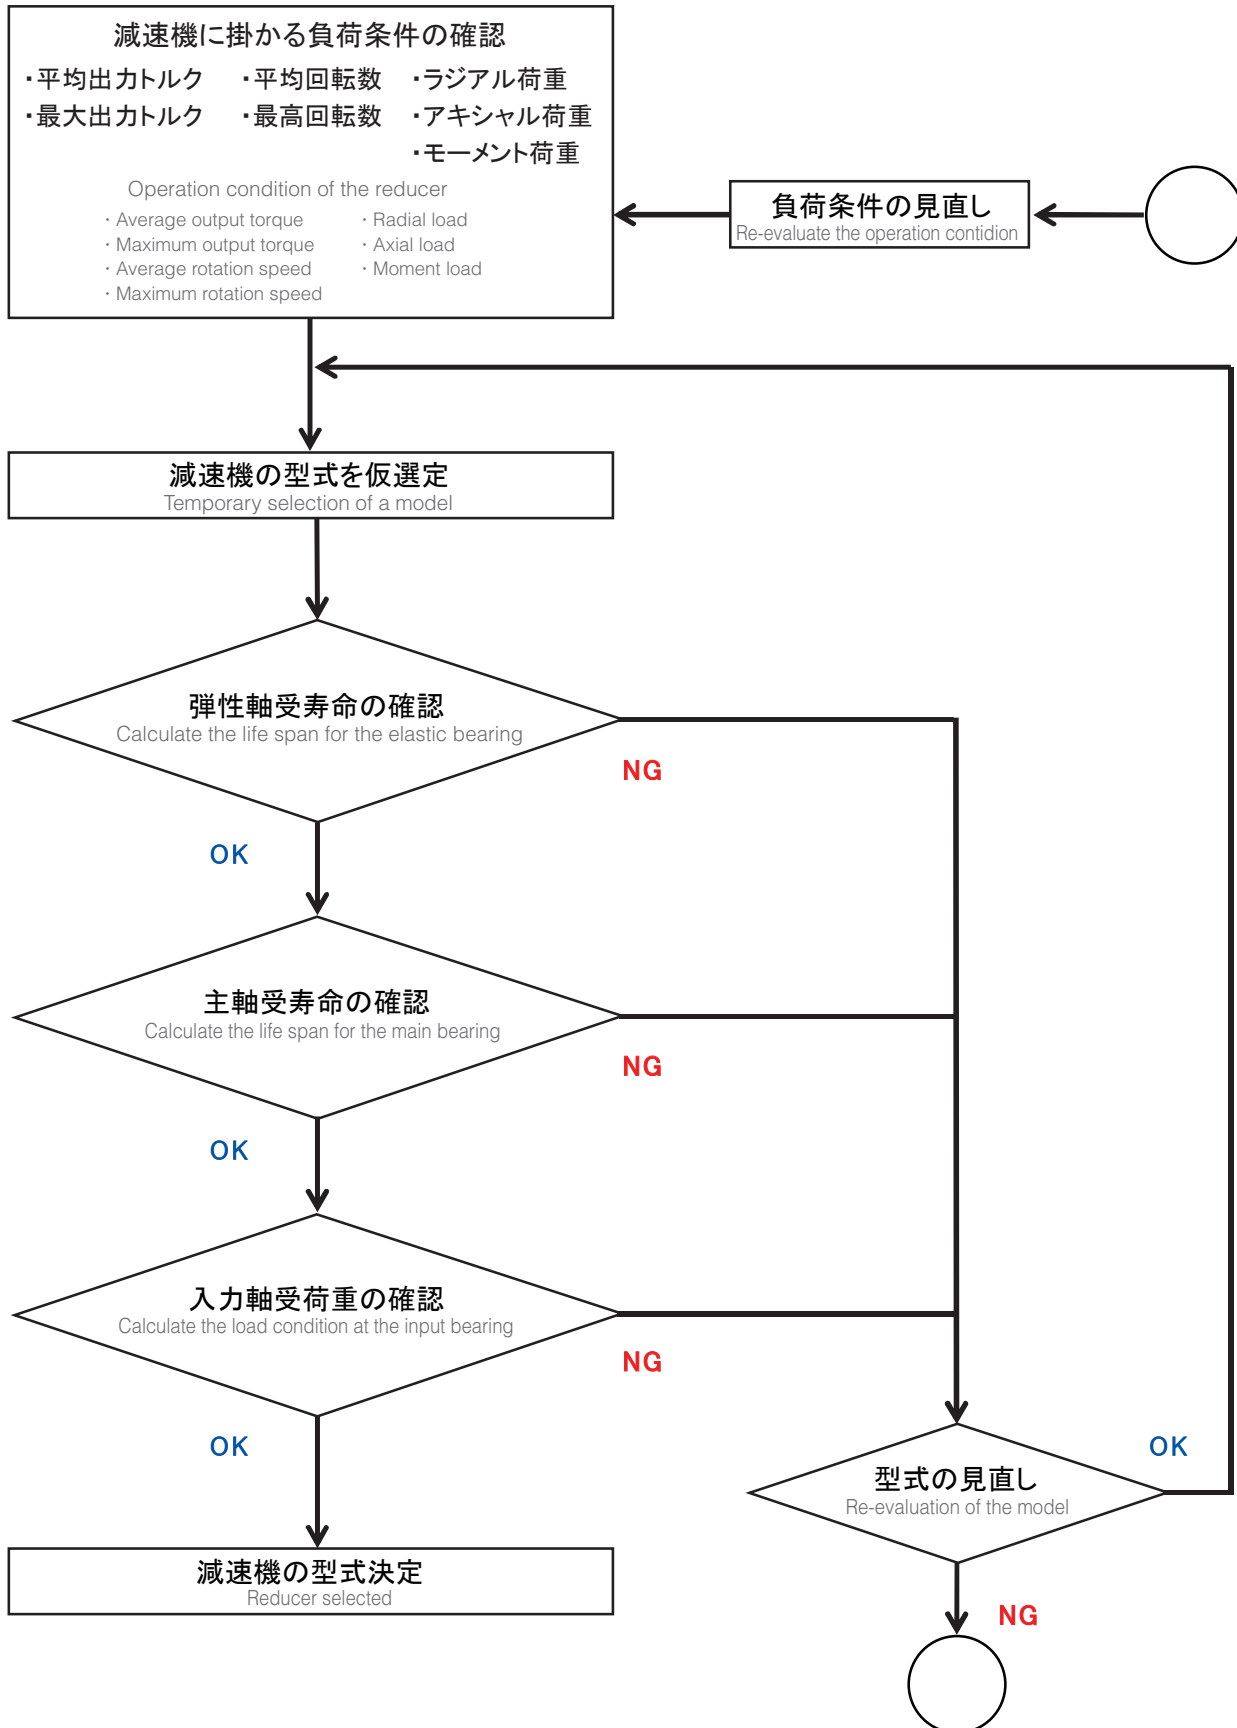 減速機に掛かる負荷条件の確認
・平均出力トルク ・平均回転数 ・ラジアル荷重
・最大出力トルク ・最高回転数 ・アキシャル荷重
・モーメント荷重
Operation condition of the reducer
・Average output torque ・Radial load
・Maximum output torque ・Axial load
・Average rotation speed ・Moment load
・Maximum rotation speed
負荷条件の見直し
Re-evaluate the operation contidion
減速機の型式を仮選定
Temporary selection of a model
弾性軸受寿命の確認
Calculate the life span for the elastic bearing
NG
OK
主軸受寿命の確認
Calculate the life span for the main bearing
NG
OK
入力軸受荷重の確認
Calculate the load condition at the input bearing
NG
OK
OK
型式の見直し
Re-evaluation of the model
減速機の型式決定
Reducer selected
NG